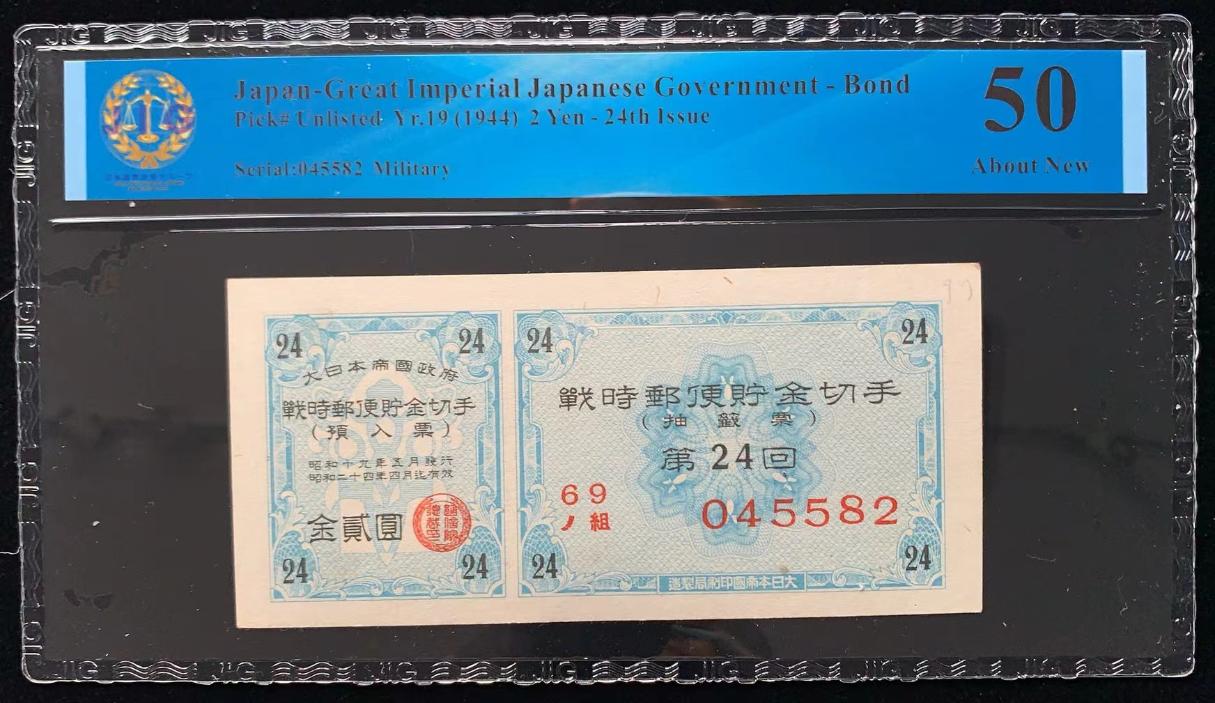 Japan-Great Imperial Japanese Government - Bond
Pick# Unlisted Yr.19 (1944) 2 Yen - 24th Issue
Serial:045582 Military
50
About New
24
24
大日本帝國政府
戰時郵便貯金切手
(預入票)
昭和十九年五月發行
昭和二十四年四月迄有效
金貳圓
24
24
24
24
戰時郵便貯金切手
(抽籤票)
第24回
69
ノ組
045582
24
24
造製局刷印國帝本日大
JIG